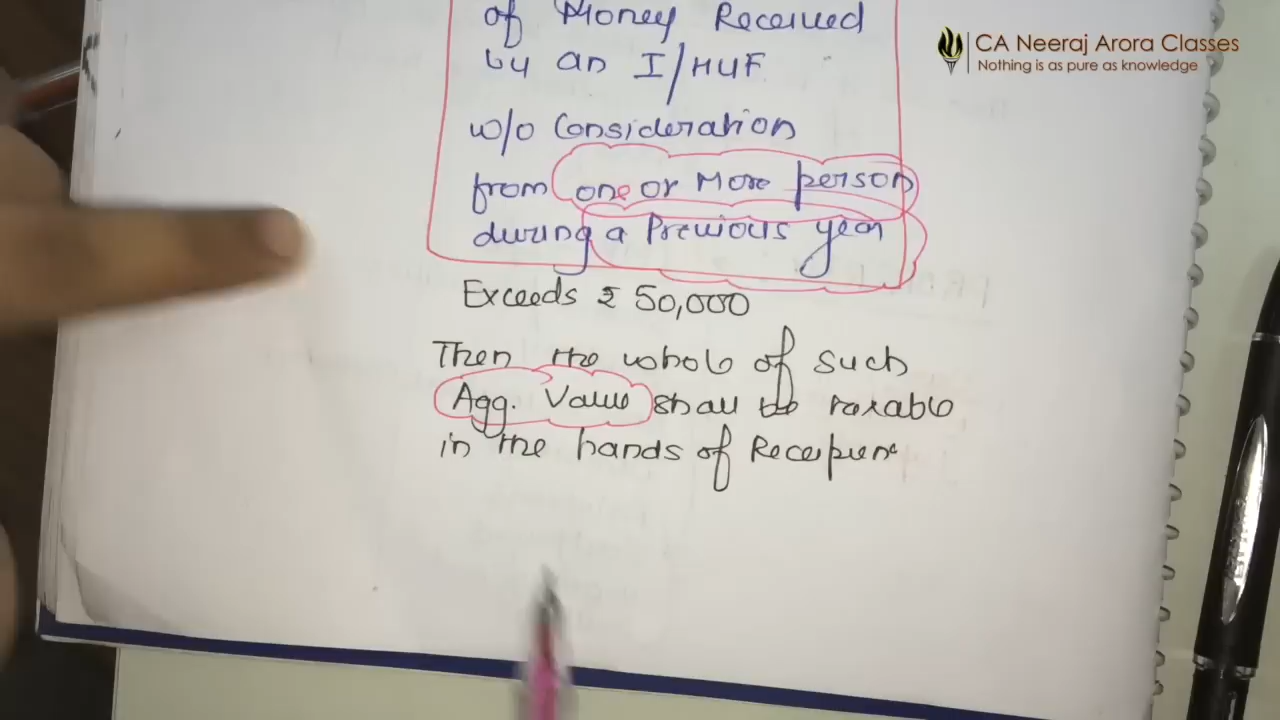 of Money Received
by an I/HUF
w/o Consideration
from one or More person
during a Previous year
Exceeds ₹ 50,000
Then the whole of such
Agg. Value shall be taxable
in the hands of Recepient
CA Neeraj Arora Classes
Nothing is as pure as knowledge